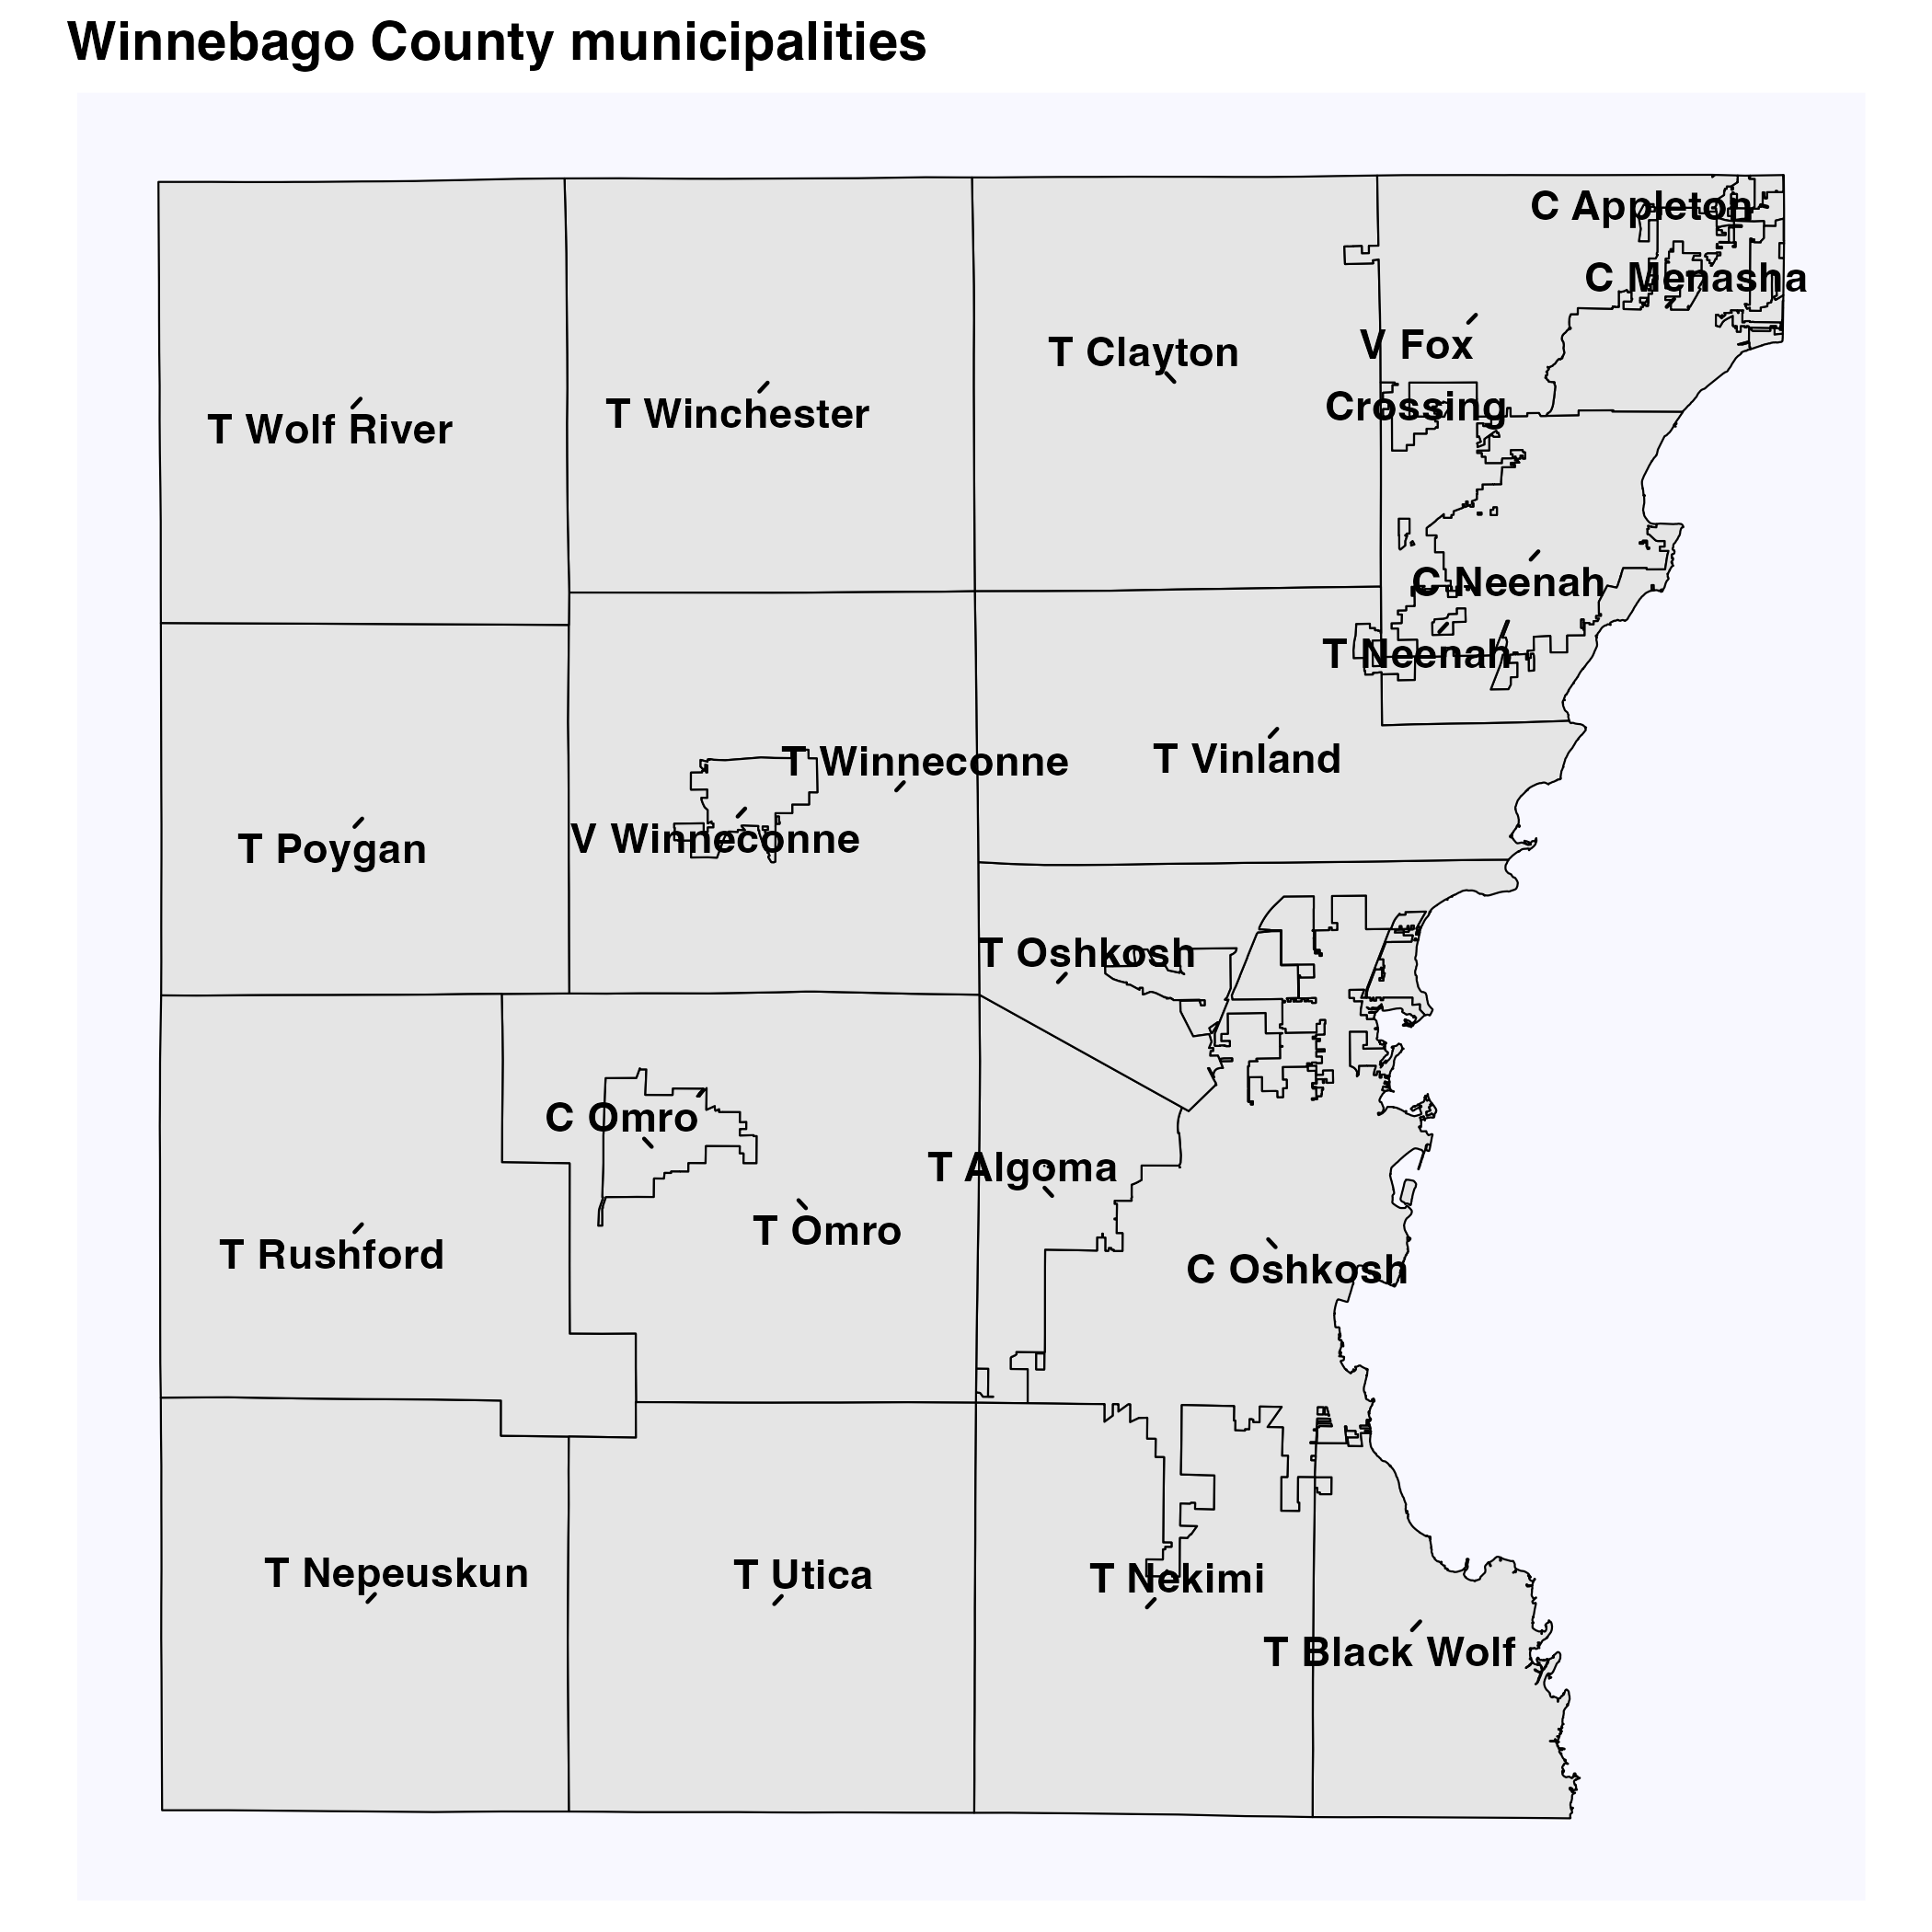 Winnebago County municipalities
C Appleton
C Menasha
V Fox
Crossing
T Clayton
T Winchester
T Wolf River
C Neenah
T Neenah
T Winneconne
T Vinland
V Winneconne
T Poygan
T Oshkosh
C Omro
T Algoma
T Omro
T Rushford
C Oshkosh
T Nepeuskun
T Utica
T Nekimi
T Black Wolf